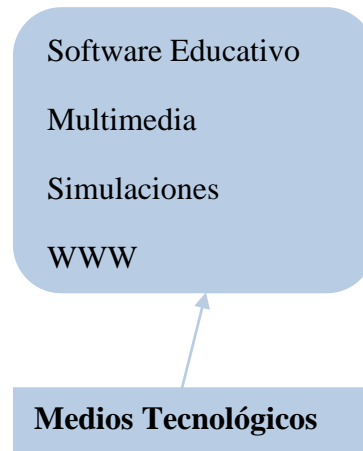 Software Educativo
Multimedia
Simulaciones
WWW
Medios Tecnológicos